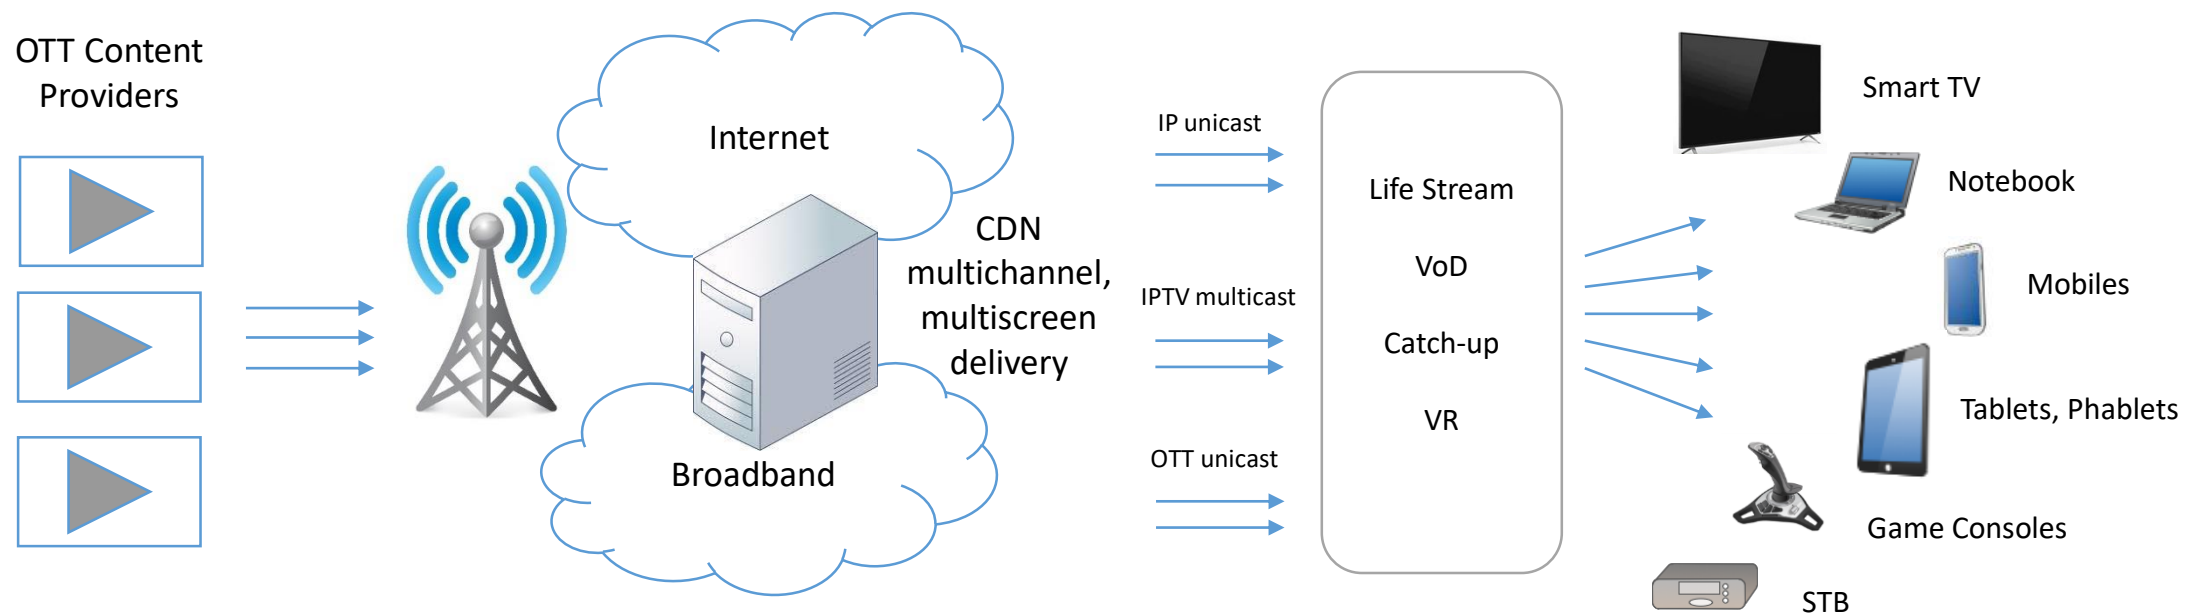 OTT Content
Providers
Internet
CDN
multichannel,
multiscreen
delivery
Broadband
IP unicast
IPTV multicast
OTT unicast
Life Stream
VoD
Catch-up
VR
Smart TV
Notebook
Mobiles
Tablets, Phablets
Game Consoles
STB